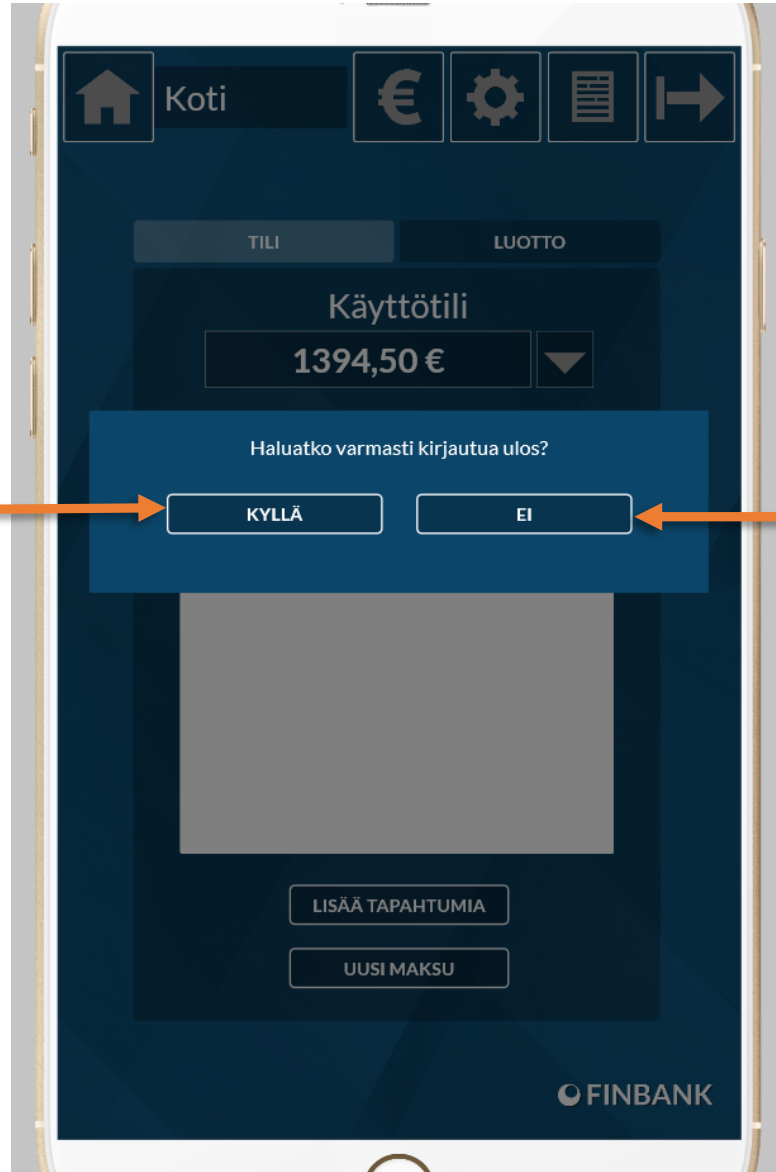 Koti
€
TILI
LUOTTO
Käyttötili
1394,50 €
Haluatko varmasti kirjautua ulos?
KYLLÄ
EI
LISÄÄ TAPAHTUMIA
UUSI MAKSU
FINBANK